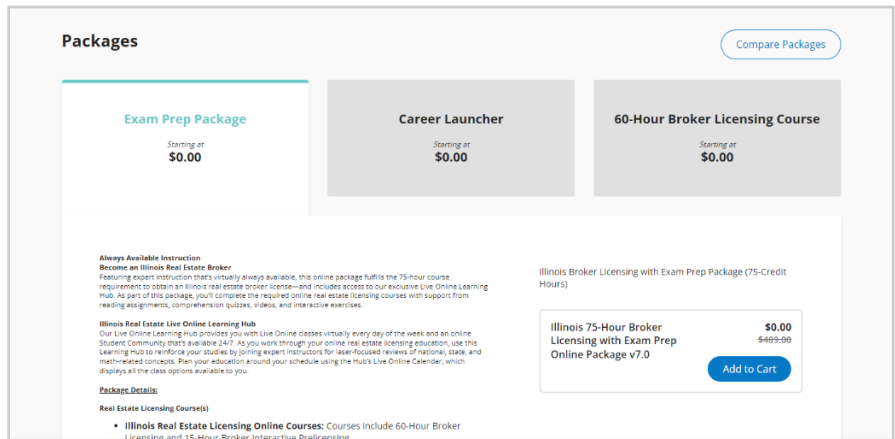 Packages
Compare Packages
Exam Prep Package
Starting at
$0.00
Career Launcher
Starting at
$0.00
60-Hour Broker Licensing Course
Starting at
$0.00
Always Available Instruction
Become an Illinois Real Estate Broker
Featuring expert instruction that's virtually always available, this online package fulfills the 75-hour course
requirement to obtain an Illinois real estate broker license—and includes access to our exclusive Live Online Learning
Hub. As part of this package, you'll complete the required online real estate licensing courses with support from
reading assignments, comprehension quizzes, videos, and interactive exercises.
Illinois Real Estate Live Online Learning Hub
Our Live Online Learning Hub provides you with Live Online classes virtually every day of the week and an online
Student Community that's available 24/7. As you work through your online real estate licensing education, use this
Learning Hub to reinforce your studies by joining expert instructors for laser-focused reviews of national, state, and
math-related concepts. Plan your education around your schedule using the Hub's Live Online Calendar, which
displays all the class options available to you.
Package Details:
Real Estate Licensing Course(s)
• Illinois Real Estate Licensing Online Courses: Courses include 60-Hour Broker
Licensing and 15-Hour Broker Interactive Prelicensing
Illinois Broker Licensing with Exam Prep Package (75-Credit
Hours)
Illinois 75-Hour Broker
Licensing with Exam Prep
Online Package v7.0
$0.00
$489.00
Add to Cart